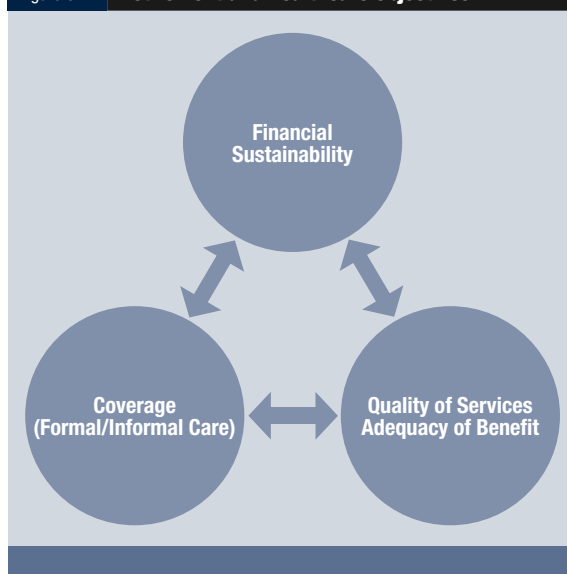 Financial
Sustainability
Coverage
(Formal/Informal Care)
Quality of Services
Adequacy of Benefit